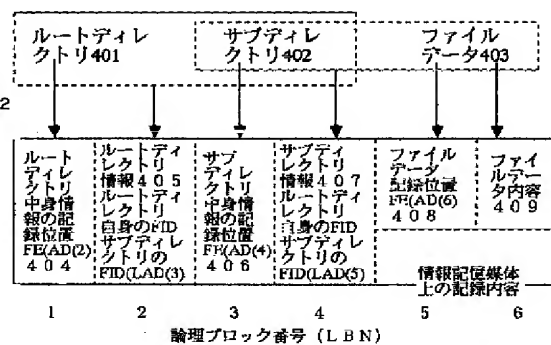 ルートディレ
クトリ401
サブディレ
クトリ402
ファイル
データ403
2
ルート
ディレ
クトリ
中身情
報の記
録位置
FE(AD(2)
404
ルートディ
レクトリ
情報405
ルートディ
レクトリ
自身のFID
サブディレ
クトリの
FID(LAD(3)
サブ
ディレ
クトリ
中身情
報の記
録位置
FE(AD(4)
406
サブディ
レクトリ
情報407
ルートディ
レクトリ
自身のFID
サブディレ
クトリの
FID(LAD(5)
ファイル
データ
記録位置
FE(AD(6)
408
ファイ
ルデー
タ内容
409
情報記憶媒体
上の記録内容
1 2 3 4 5 6
論理ブロック番号(LBN)